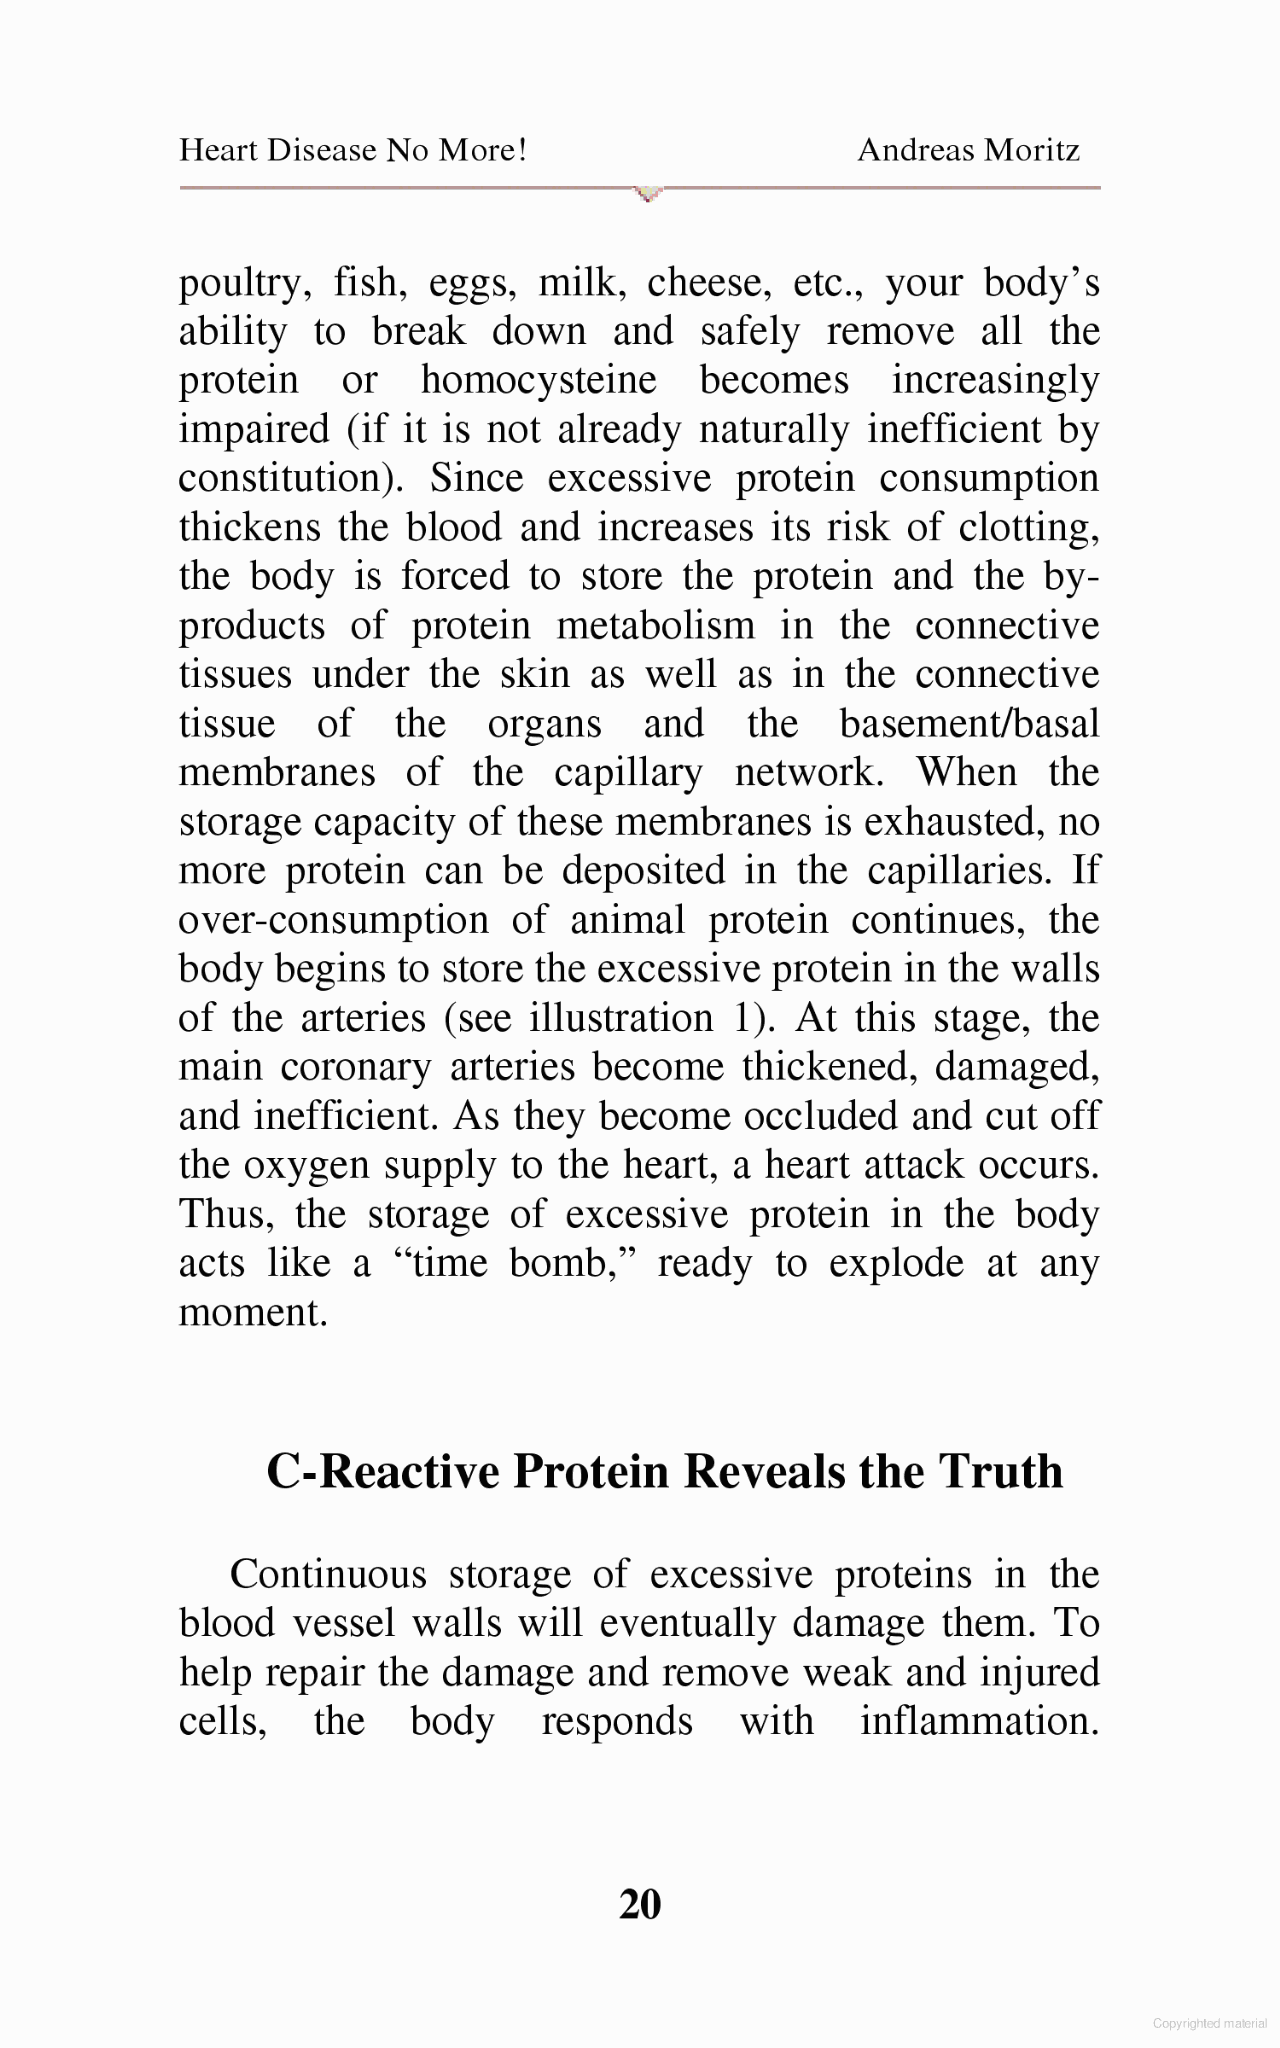 Heart Disease No More! Andreas Moritz
poultry, fish, eggs, milk, cheese, etc., your body’s
ability to break down and safely remove all the
protein or homocysteine becomes increasingly
impaired (if it is not already naturally inefficient by
constitution). Since excessive protein consumption
thickens the blood and increases its risk of clotting,
the body is forced to store the protein and the by-
products of protein metabolism in the connective
tissues under the skin as well as in the connective
tissue of the organs and the basement/basal
membranes of the capillary network. When the
storage capacity of these membranes is exhausted, no
more protein can be deposited in the capillaries. If
over-consumption of animal protein continues, the
body begins to store the excessive protein in the walls
of the arteries (see illustration 1). At this stage, the
main coronary arteries become thickened, damaged,
and inefficient. As they become occluded and cut off
the oxygen supply to the heart, a heart attack occurs.
Thus, the storage of excessive protein in the body
acts like a “time bomb,” ready to explode at any
moment.
C-Reactive Protein Reveals the Truth
Continuous storage of excessive proteins in the
blood vessel walls will eventually damage them. To
help repair the damage and remove weak and injured
cells, the body responds with inflammation.
20
Copyrighted material